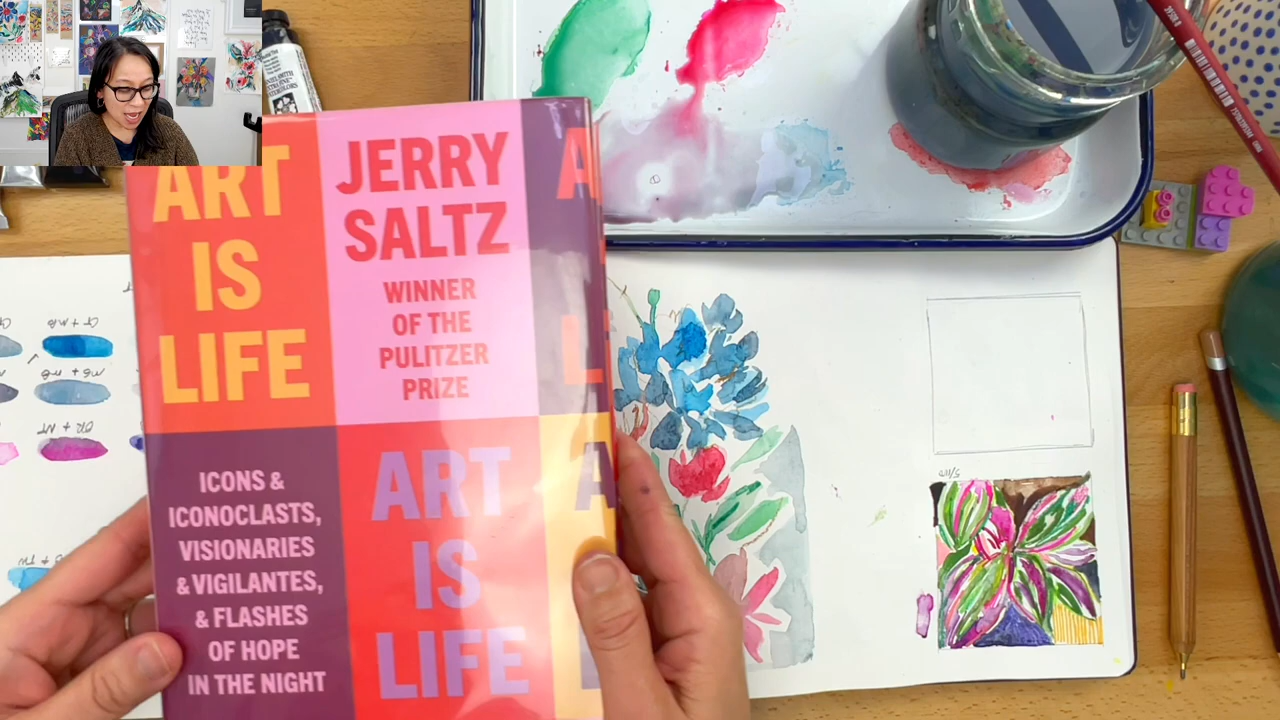 ART
IS
LIFE
JERRY
SALTZ
WINNER
OF THE
PULITZER
PRIZE
ICONS &
ICONOCLASTS,
VISIONARIES
& VIGILANTES,
& FLASHES
OF HOPE
IN THE NIGHT
ART
IS
LIFE